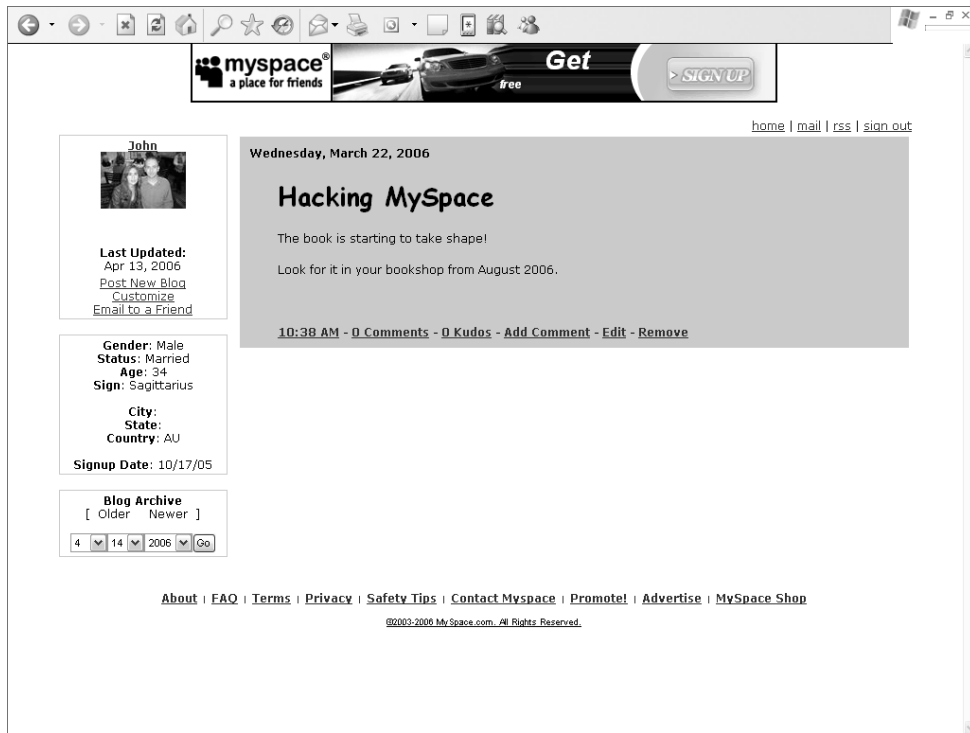 myspace®
a place for friends
Get
free
> SIGN UP
home | mail | rss | sign out
John
Last Updated:
Apr 13, 2006
Post New Blog
Customize
Email to a Friend
Gender: Male
Status: Married
Age: 34
Sign: Sagittarius
City:
State:
Country: AU
Signup Date: 10/17/05
Blog Archive
[ Older Newer ]
4 14 2006 Go
Wednesday, March 22, 2006
Hacking MySpace
The book is starting to take shape!
Look for it in your bookshop from August 2006.
10:38 AM - 0 Comments - 0 Kudos - Add Comment - Edit - Remove
About | FAQ | Terms | Privacy | Safety Tips | Contact Myspace | Promote! | Advertise | MySpace Shop
©2003-2006 MySpace.com. All Rights Reserved.